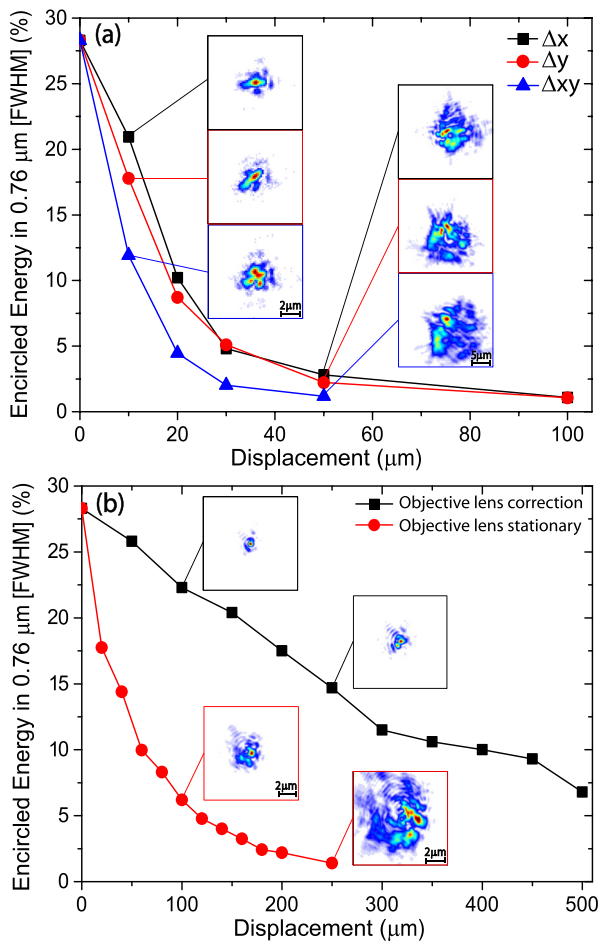 (a)
Δx
Δy
Δxy
30
25
20
15
10
5
0
Encircled Energy in 0.76 μm [FWHM] (%)
2μm
5μm
0 20 40 60 80 100
Displacement (μm)
(b)
Objective lens correction
Objective lens stationary
30
25
20
15
10
5
0
Encircled Energy in 0.76 μm [FWHM] (%)
2μm
2μm
0 100 200 300 400 500
Displacement (μm)